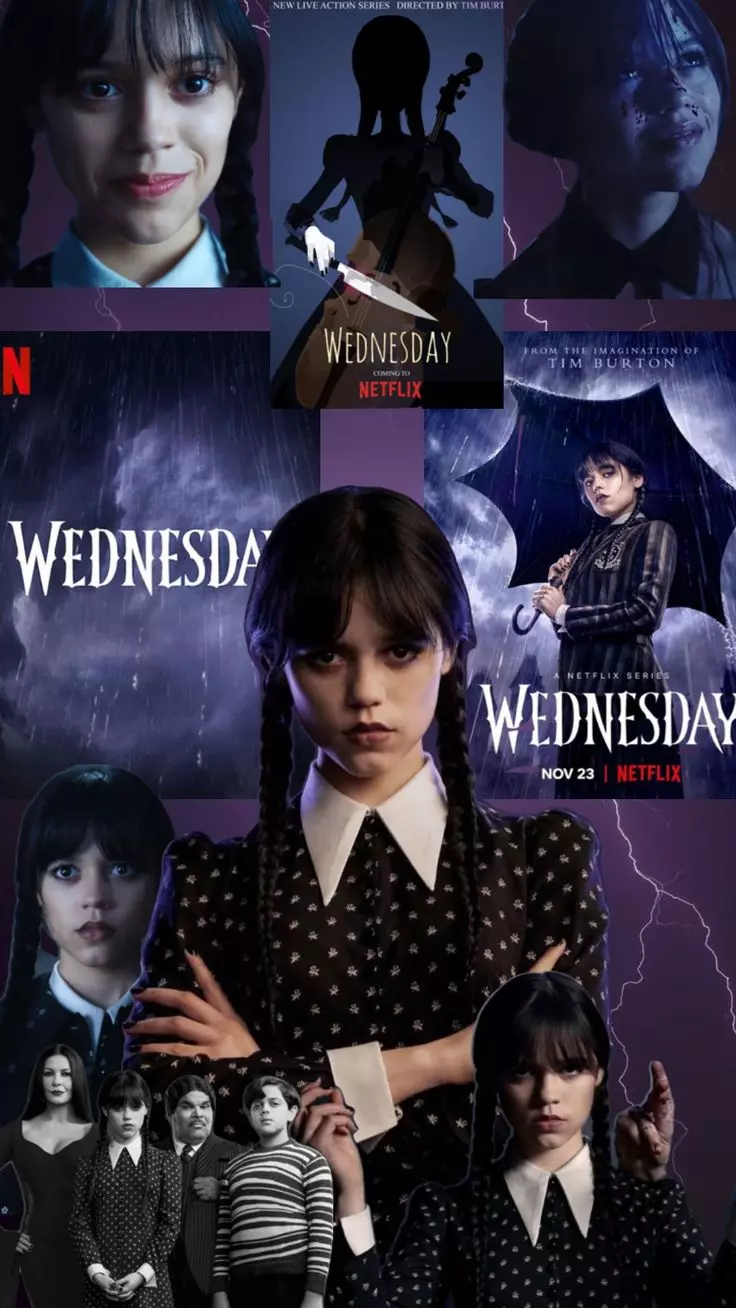 NEW LIVE ACTION SERIES DIRECTED BY TIM BURT
WEDNESDAY
COMING TO
NETFLIX
N
WEDNESDA
FROM THE IMAGINATION OF
TIM BURTON
A NETFLIX SERIES
WEDNESDAY
NOV 23 | NETFLIX